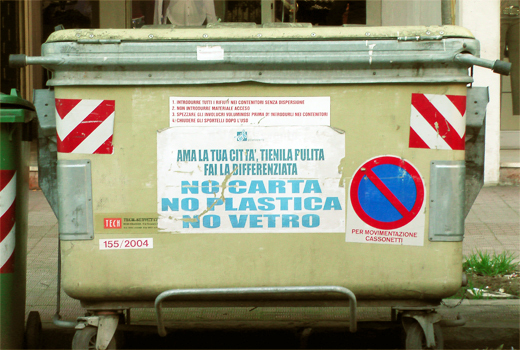 1. INTRODURRE TUTTI I RIFIUTI NEI CONTENITORI SENZA DISPERSIONE
2. NON INTRODURRE MATERIALE ACCESO
3. SPEZZARE GLI INVOLUCRI VOLUMINOSI PRIMA DI INTRODURLI NEI CONTENITORI
4. CHIUDERE GLI SPORTELLI DOPO L'USO
AMA LA TUA CITTA', TIENILA PULITA
FAI LA DIFFERENZIATA
NO CARTA
NO PLASTICA
NO VETRO
PER MOVIMENTAZIONE
CASSONETTI
TECH
155/2004